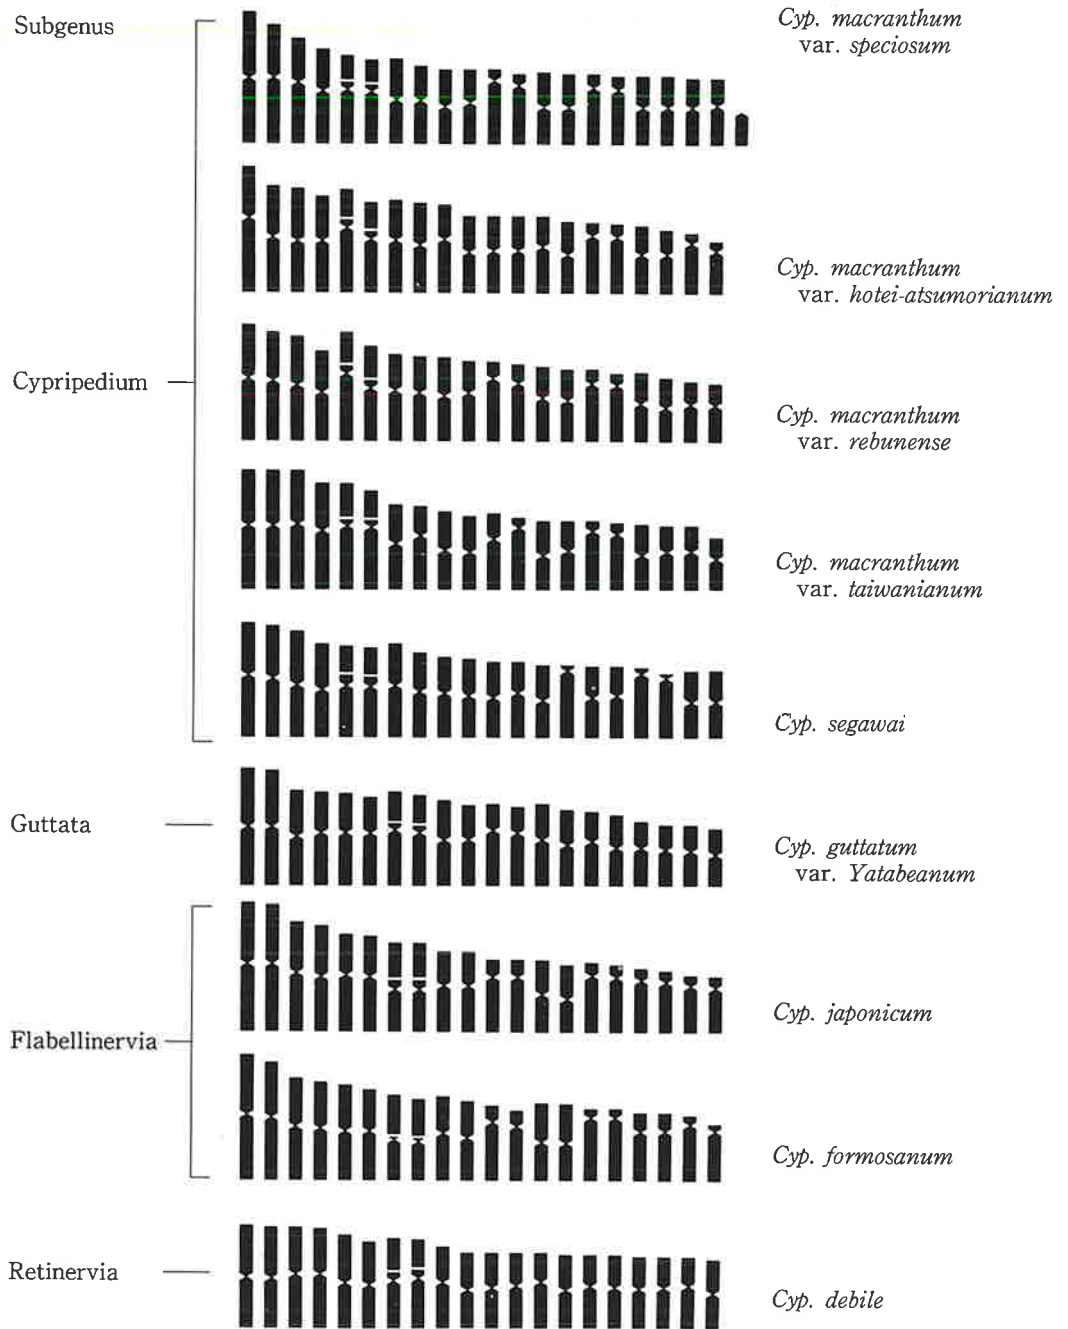 Subgenus
Cyp. macranthum
var. speciosum
Cyp. macranthum
var. hotei-atsumorianum
Cypripedium
Cyp. macranthum
var. rebunense
Cyp. macranthum
var. taiwanianum
Cyp. segawai
Guttata
Cyp. guttatum
var. Yatabeanum
Flabellinervia
Cyp. japonicum
Cyp. formosanum
Retinervia
Cyp. debile